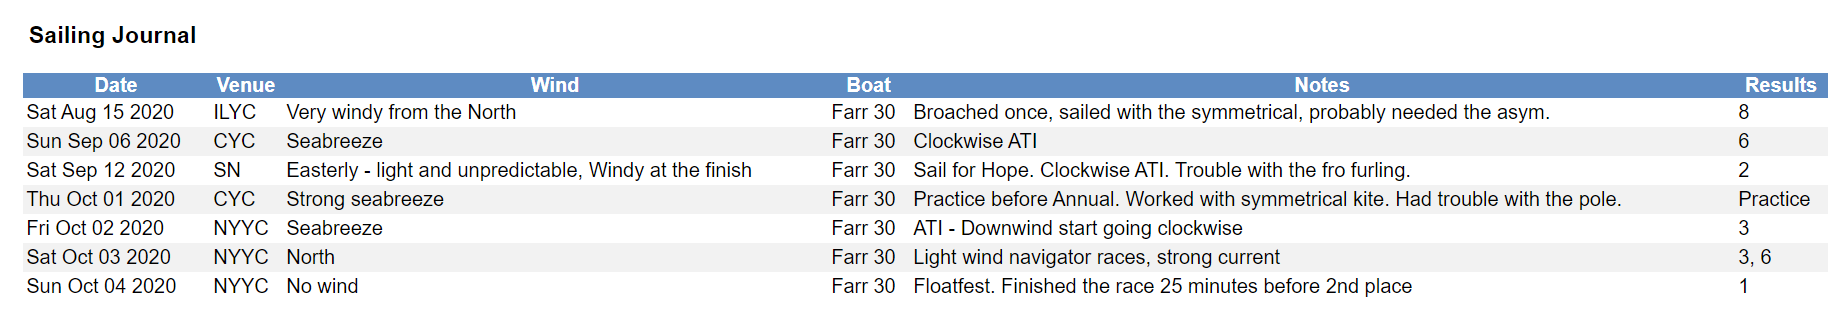 Sailing Journal
Date Venue Wind Boat Notes Results
Sat Aug 15 2020 ILYC Very windy from the North Farr 30 Broached once, sailed with the symmetrical, probably needed the asym. 8
Sun Sep 06 2020 CYC Seabreeze Farr 30 Clockwise ATI 6
Sat Sep 12 2020 SN Easterly - light and unpredictable, Windy at the finish Farr 30 Sail for Hope. Clockwise ATI. Trouble with the fro furling. 2
Thu Oct 01 2020 CYC Strong seabreeze Farr 30 Practice before Annual. Worked with symmetrical kite. Had trouble with the pole. Practice
Fri Oct 02 2020 NYYC Seabreeze Farr 30 ATI - Downwind start going clockwise 3
Sat Oct 03 2020 NYYC North Farr 30 Light wind navigator races, strong current 3, 6
Sun Oct 04 2020 NYYC No wind Farr 30 Floatfest. Finished the race 25 minutes before 2nd place 1